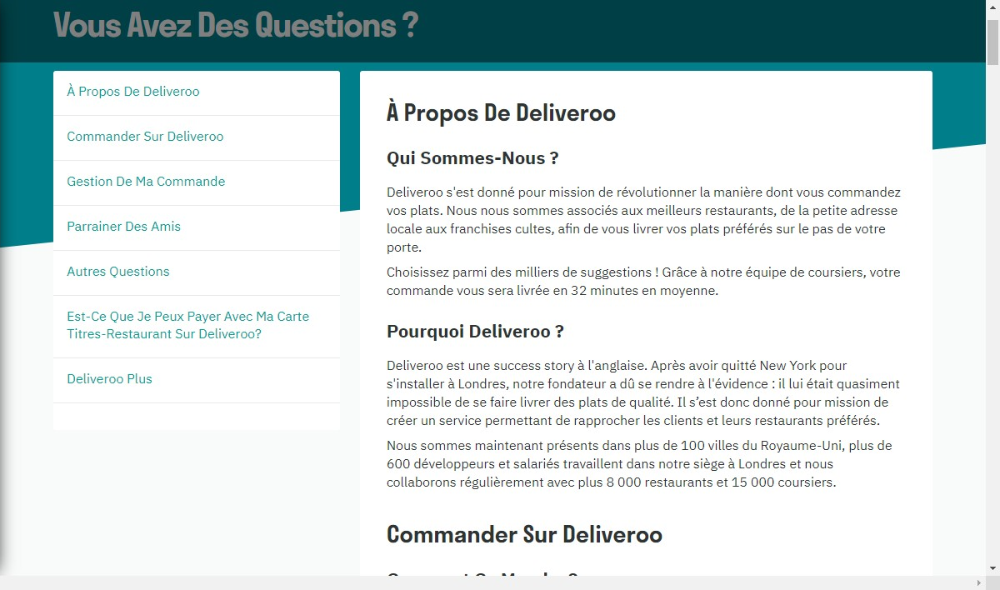 Vous Avez Des Questions ?
À Propos De Deliveroo
Commander Sur Deliveroo
Gestion De Ma Commande
Parrainer Des Amis
Autres Questions
Est-Ce Que Je Peux Payer Avec Ma Carte
Titres-Restaurant Sur Deliveroo?
Deliveroo Plus
À Propos De Deliveroo
Qui Sommes-Nous ?
Deliveroo s'est donné pour mission de révolutionner la manière dont vous commandez
vos plats. Nous nous sommes associés aux meilleurs restaurants, de la petite adresse
locale aux franchises cultes, afin de vous livrer vos plats préférés sur le pas de votre
porte.
Choisissez parmi des milliers de suggestions ! Grâce à notre équipe de coursiers, votre
commande vous sera livrée en 32 minutes en moyenne.
Pourquoi Deliveroo ?
Deliveroo est une success story à l'anglaise. Après avoir quitté New York pour
s'installer à Londres, notre fondateur a dû se rendre à l'évidence : il lui était quasiment
impossible de se faire livrer des plats de qualité. Il s’est donc donné pour mission de
créer un service permettant de rapprocher les clients et leurs restaurants préférés.
Nous sommes maintenant présents dans plus de 100 villes du Royaume-Uni, plus de
600 développeurs et salariés travaillent dans notre siège à Londres et nous
collaborons régulièrement avec plus 8 000 restaurants et 15 000 coursiers.
Commander Sur Deliveroo